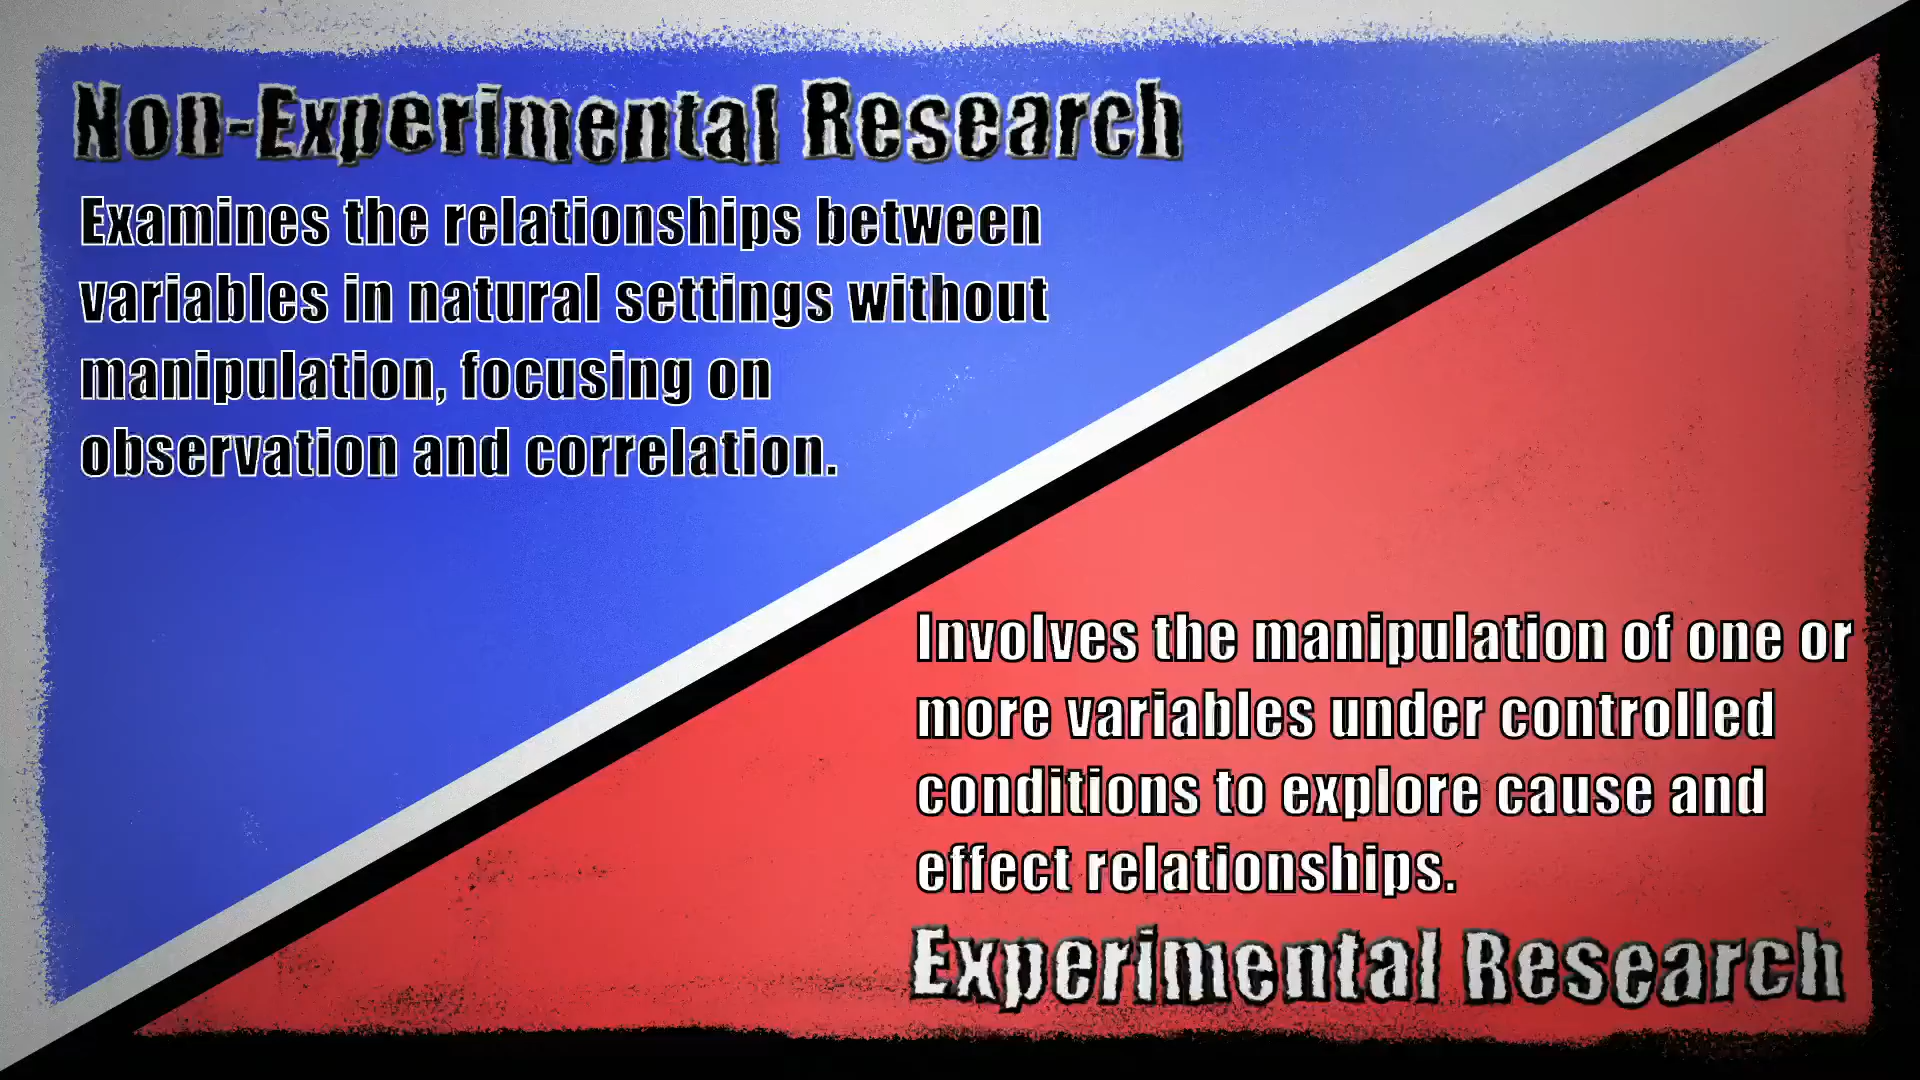 Non-Experimental Research
Examines the relationships between
variables in natural settings without
manipulation, focusing on
observation and correlation.
Involves the manipulation of one or
more variables under controlled
conditions to explore cause and
effect relationships.
Experimental Research